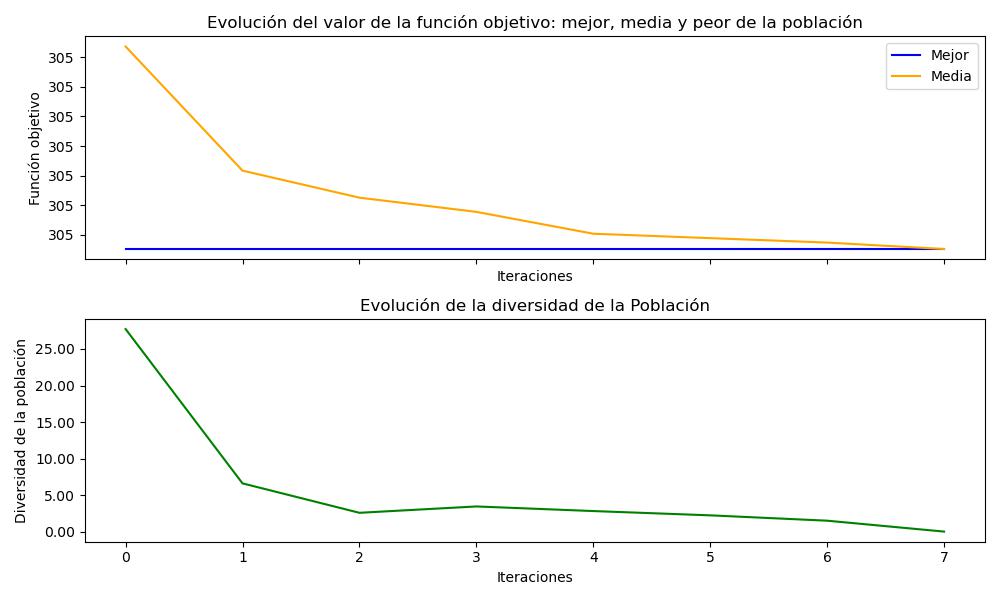 Evolución del valor de la función objetivo: mejor, media y peor de la población
305
305
305
305
305
305
305
Función objetivo
Mejor
Media
Iteraciones
Evolución de la diversidad de la Población
25.00
20.00
15.00
10.00
5.00
0.00
Diversidad de la población
0 1 2 3 4 5 6 7
Iteraciones